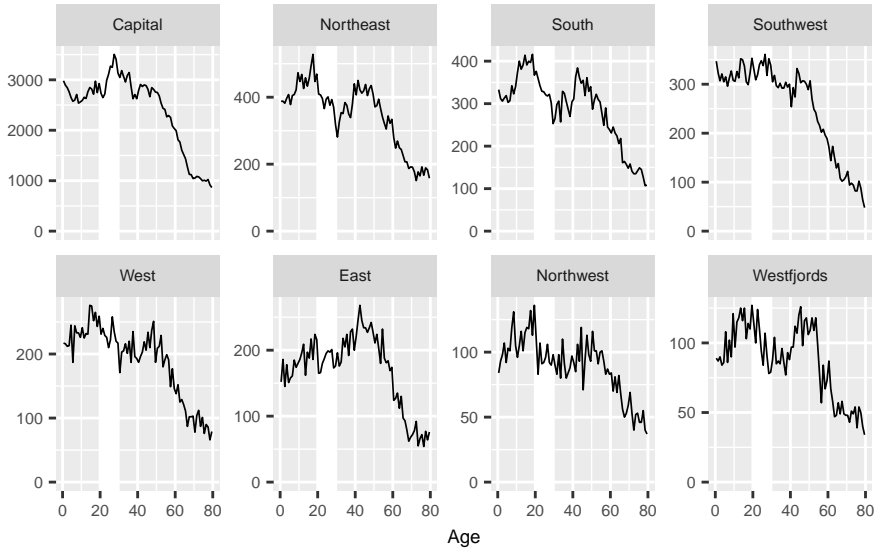 Capital Northeast South Southwest
3000 400 400 300
2000 300 200
200 200
1000 100 100
0 0 0 0
West East Northwest Westfjords
200 200 100 100
100 100 50 50
0 0 0 0
0 20 40 60 80 0 20 40 60 80 0 20 40 60 80 0 20 40 60 80
Age